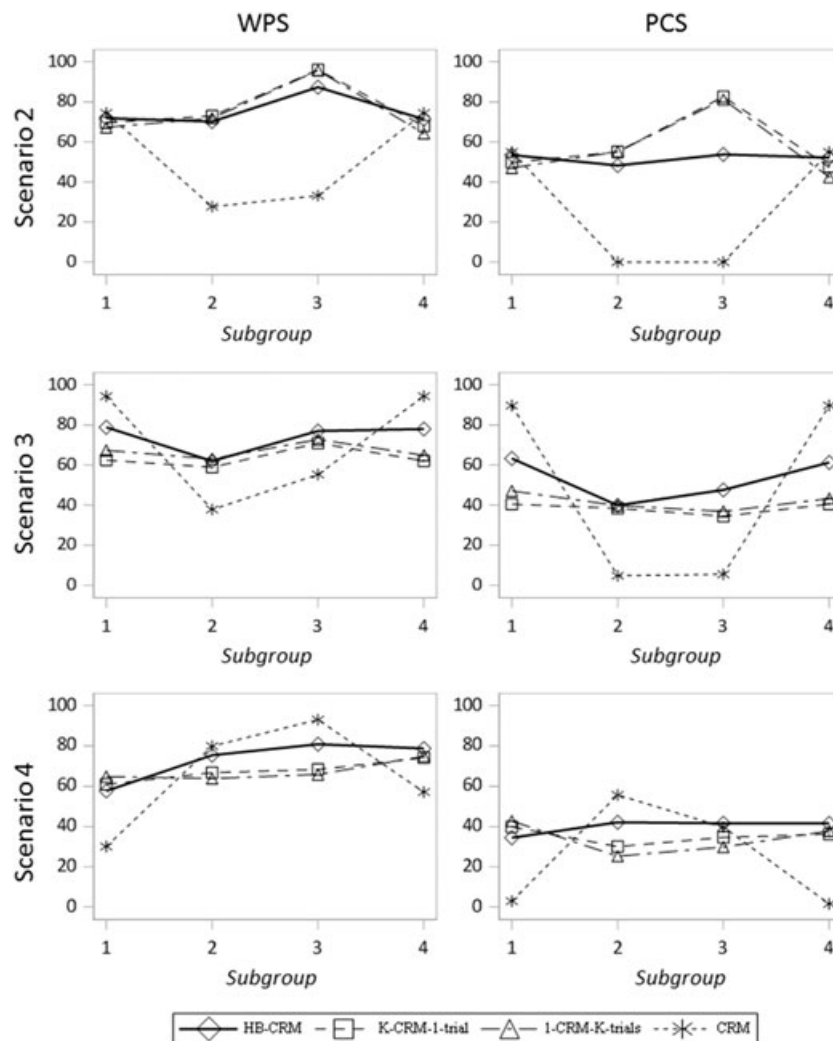 WPS PCS
Scenario 2
100 100
80 80
60 60
40 40
20 20
0 0
1 2 3 4 1 2 3 4
Subgroup Subgroup
Scenario 3
100 100
80 80
60 60
40 40
20 20
0 0
1 2 3 4 1 2 3 4
Subgroup Subgroup
Scenario 4
100 100
80 80
60 60
40 40
20 20
0 0
1 2 3 4 1 2 3 4
Subgroup Subgroup
HB-CRM K-CRM-1-trial 1-CRM-K-trials CRM